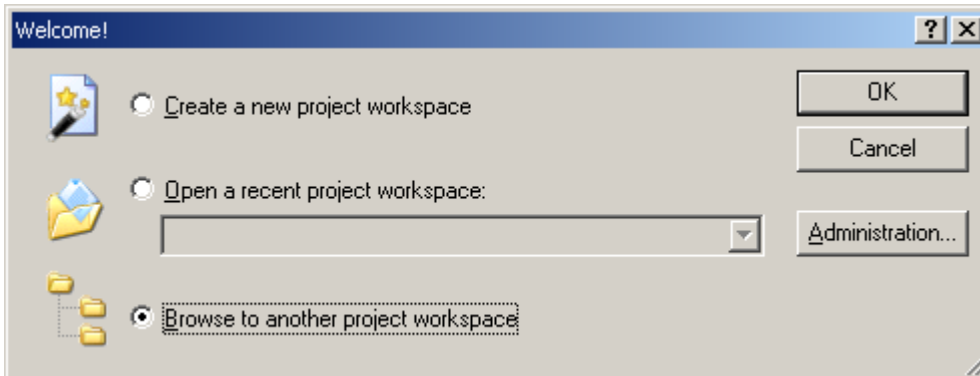 Welcome!
Create a new project workspace
OK
Cancel
Open a recent project workspace:
Administration...
Browse to another project workspace